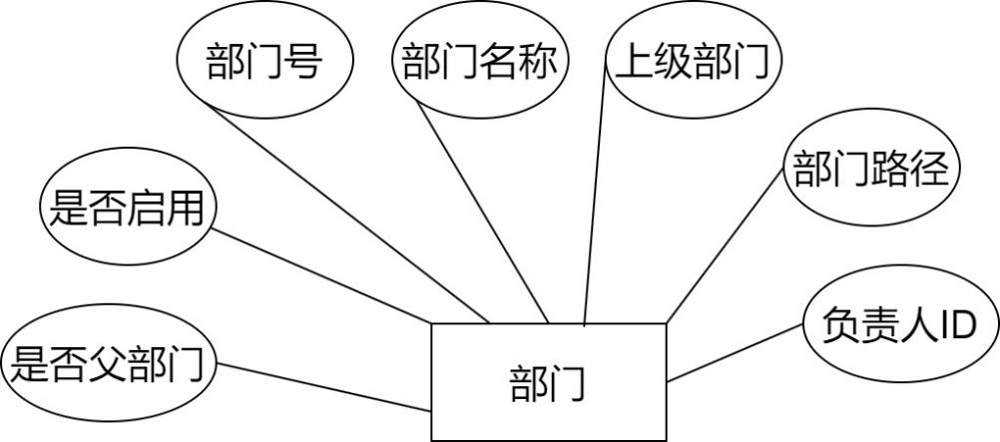 部门号
部门名称
上级部门
部门路径
是否启用
负责人ID
是否父部门
部门